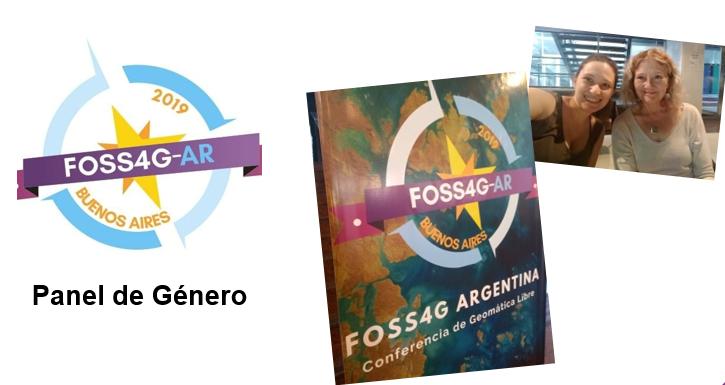 2019
FOSS4G-AR
BUENOS AIRES
Panel de Género
2019
FOSS4G-AR
BUENOS AIRES
FOSS4G ARGENTINA
Conferencia de Geomática Libre